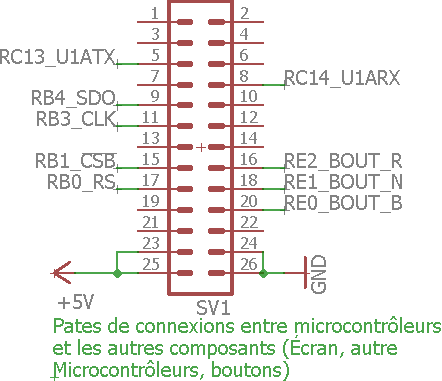 1 2
3 4
RC13_U1ATX 5 6
7 8 RC14_U1ARX
RB4_SDO 9 10
RB3_CLK 11 12
13 14
RB1_CSB 15 16 RE2_BOUT_R
RB0_RS 17 18 RE1_BOUT_N
19 20 RE0_BOUT_B
21 22
23 24
25 26
+5V
GND
SV1
Pates de connexions entre microcontrôleurs
et les autres composants (Écran, autre
Microcontrôleurs, boutons)